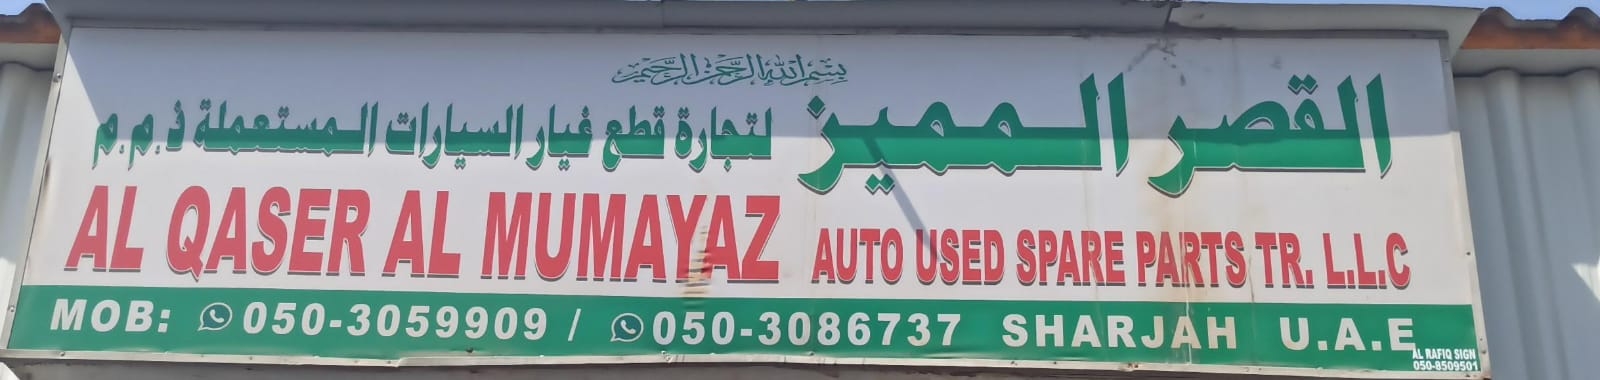 بسم الله الرحمن الرحيم
القصر المميز لتجارة قطع غيار السيارات المستعملة ذ.م.م
AL QASER AL MUMAYAZ AUTO USED SPARE PARTS TR. L.L.C
MOB: 050-3059909 / 050-3086737 SHARJAH U.A.E
AL RAFIQ SIGN
050-8509501